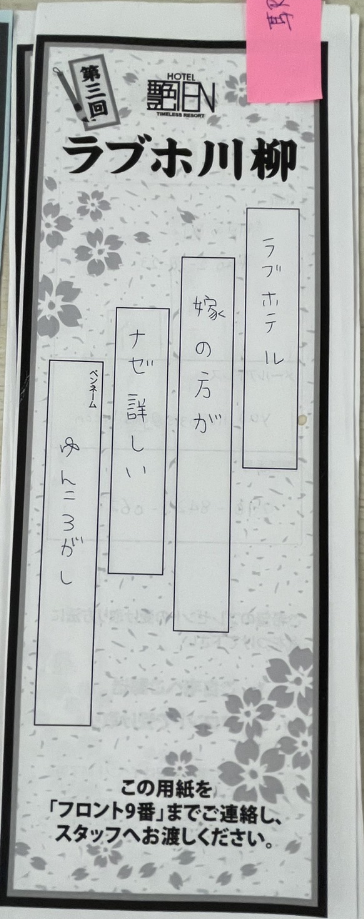 第三回
HOTEL
艶TEN
TIMELESS RESORT
ラブホ川柳
ラブホテル
嫁の方が
ナゼ詳しい
ペンネーム
ゆんころがし
この用紙を
「フロント9番」までご連絡し、
スタッフへお渡しください。